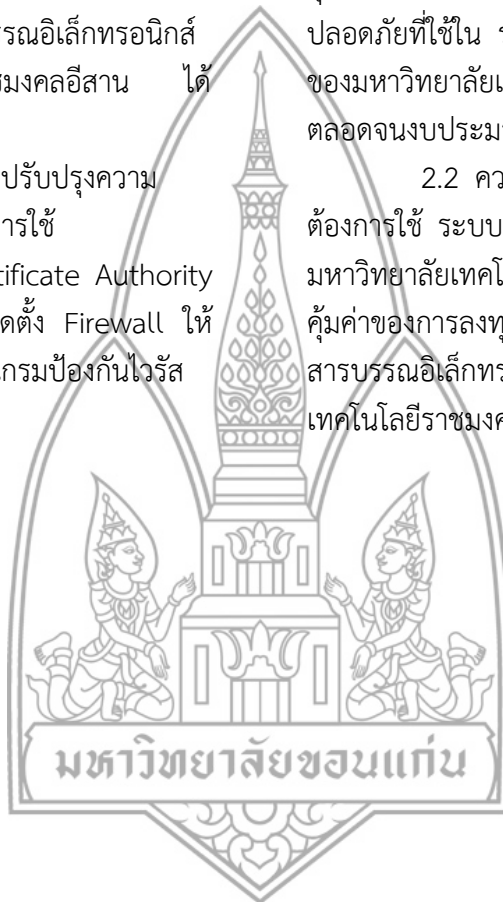 รรณอิเล็กทรอนิกส์
ชมงคลอีสาน ได้
ปรับปรุงความ
ารใช้
tificate Authority
ดตั้ง Firewall ให้
แกรมป้องกันไวรัส
ปลอดภัยที่ใช้ใน
ของมหาวิทยาลัยเ
ตลอดจนงบประม
2.2 คว
ต้องการใช้ ระบบ
มหาวิทยาลัยเทคโ
คุ้มค่าของการลงทุ
สารบรรณอิเล็กทร
เทคโนโลยีราชมงค
มหาวิทยาลัยขอนแก่น